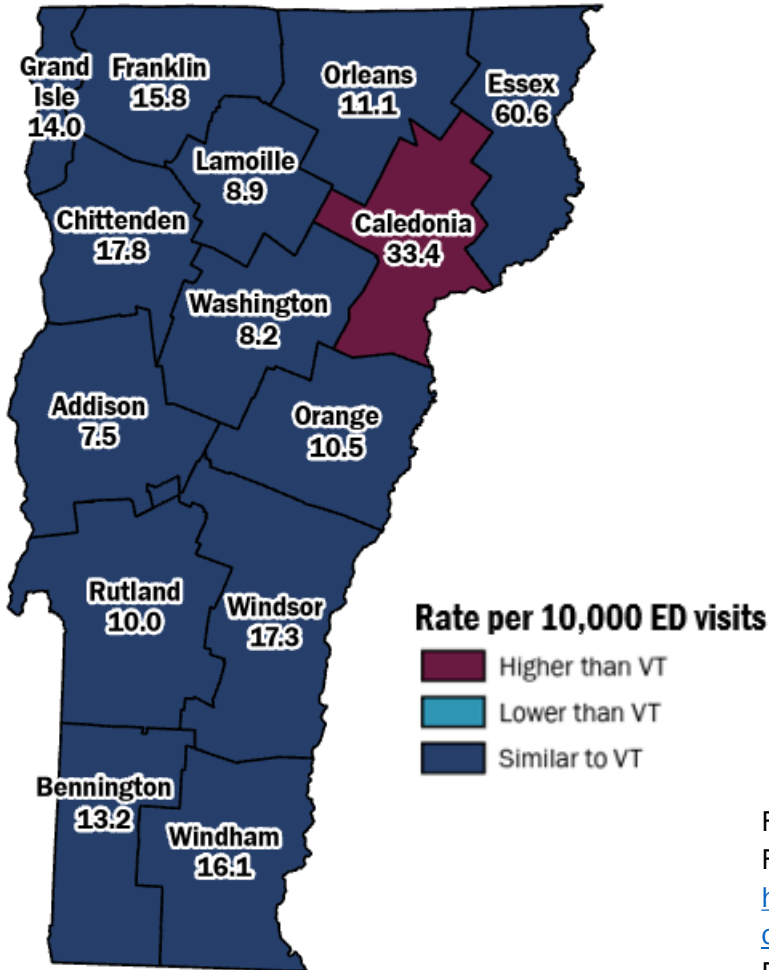 Grand
Isle
14.0
Franklin
15.8
Orleans
11.1
Essex
60.6
Lamoille
8.9
Chittenden
17.8
Caledonia
33.4
Washington
8.2
Addison
7.5
Orange
10.5
Rutland
10.0
Windsor
17.3
Bennington
13.2
Windham
16.1
Rate per 10,000 ED visits
Higher than VT
Lower than VT
Similar to VT